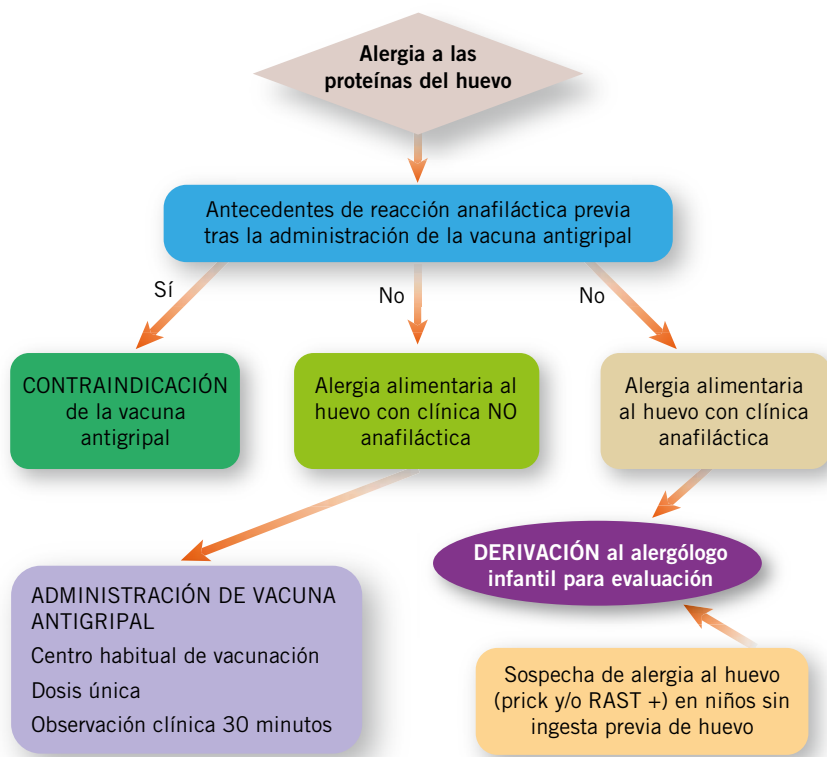 Alergia a las
proteínas del huevo
Antecedentes de reacción anafiláctica previa
tras la administración de la vacuna antigripal
Sí
No
No
CONTRAINDICACIÓN
de la vacuna
antigripal
Alergia alimentaria al
huevo con clínica NO
anafiláctica
Alergia alimentaria
al huevo con clínica
anafiláctica
DERIVACIÓN al alergólogo
infantil para evaluación
ADMINISTRACIÓN DE VACUNA
ANTIGRIPAL
Centro habitual de vacunación
Dosis única
Observación clínica 30 minutos
Sospecha de alergia al huevo
(prick y/o RAST +) en niños sin
ingesta previa de huevo